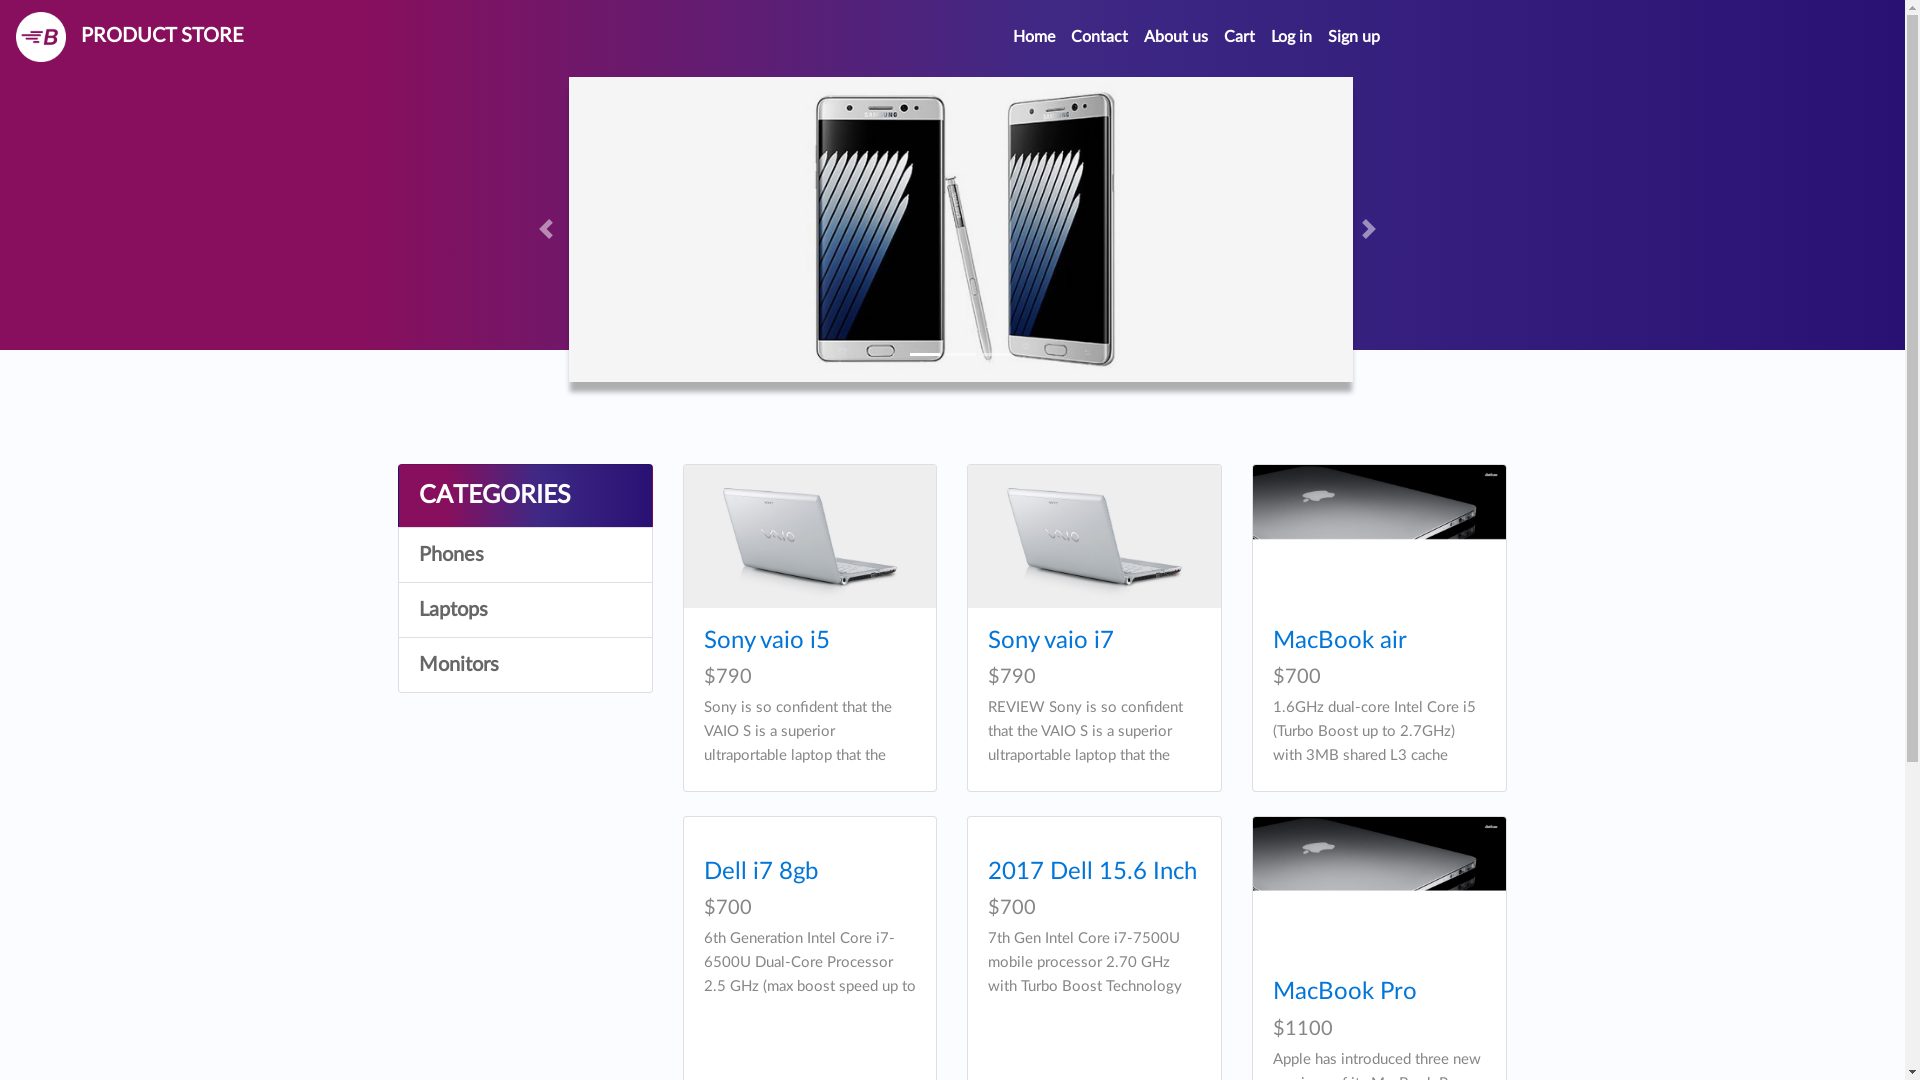 B PRODUCT STORE
Home Contact About us Cart Log in Sign up
SAMSUNG SAMSUNG
CATEGORIES
Phones
Laptops
Monitors
VAIO
Sony vaio i5
$790
Sony is so confident that the
VAIO S is a superior
ultraportable laptop that the
VAIO
Sony vaio i7
$790
REVIEW Sony is so confident
that the VAIO S is a superior
ultraportable laptop that the
MacBook air
$700
1.6GHz dual-core Intel Core i5
(Turbo Boost up to 2.7GHz)
with 3MB shared L3 cache
Dell i7 8gb
$700
6th Generation Intel Core i7-
6500U Dual-Core Processor
2.5 GHz (max boost speed up to
2017 Dell 15.6 Inch
$700
7th Gen Intel Core i7-7500U
mobile processor 2.70 GHz
with Turbo Boost Technology
MacBook Pro
$1100
Apple has introduced three new